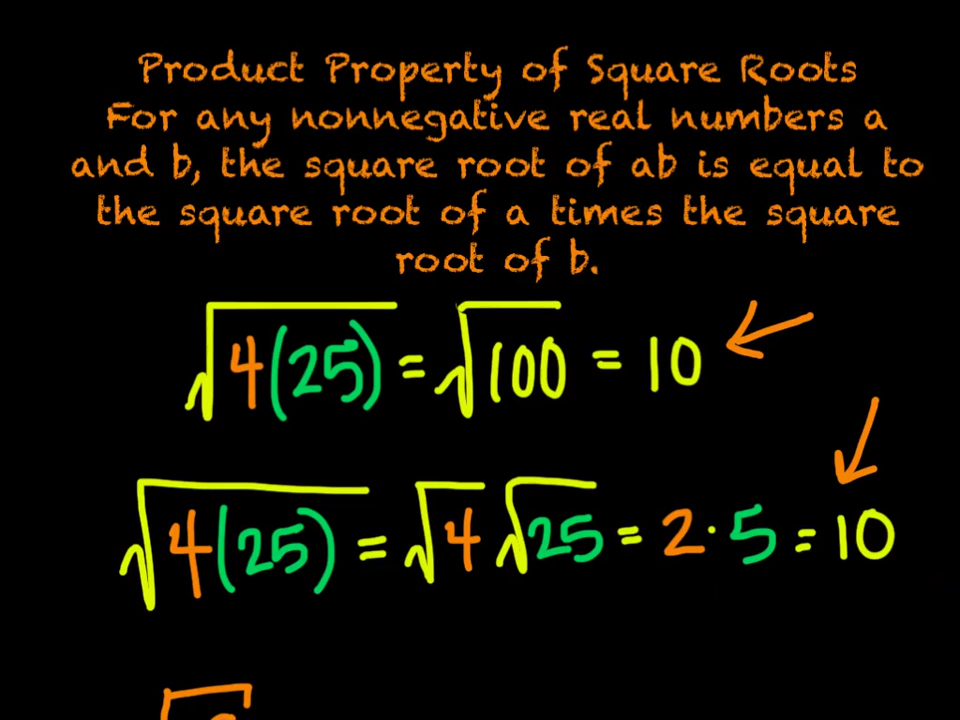 Product Property of Square Roots
For any nonnegative real numbers a
and b, the square root of ab is equal to
the square root of a times the square
root of b.
√4(25) = √100 = 10
√4(25) = √4 √25 = 2 · 5 = 10